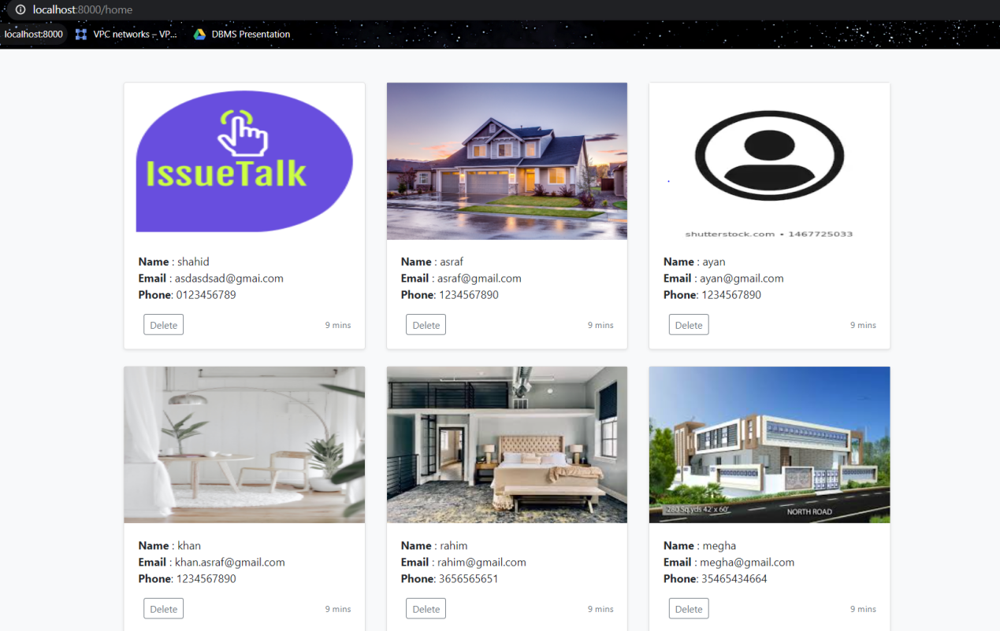 localhost:8000/home
localhost:8000 VPC networks – VP... DBMS Presentation
IssueTalk
shutterstock.com • 1467725033
Name : shahid
Email : asdasdsad@gmai.com
Phone: 0123456789
Delete 9 mins
Name : asraf
Email : asraf@gmail.com
Phone: 1234567890
Delete 9 mins
Name : ayan
Email : ayan@gmail.com
Phone: 1234567890
Delete 9 mins
280 Sq.yds 42' x 60' NORTH ROAD
Name : khan
Email : khan.asraf@gmail.com
Phone: 1234567890
Delete 9 mins
Name : rahim
Email : rahim@gmail.com
Phone: 3656565651
Delete 9 mins
Name : megha
Email : megha@gmail.com
Phone: 35465434664
Delete 9 mins